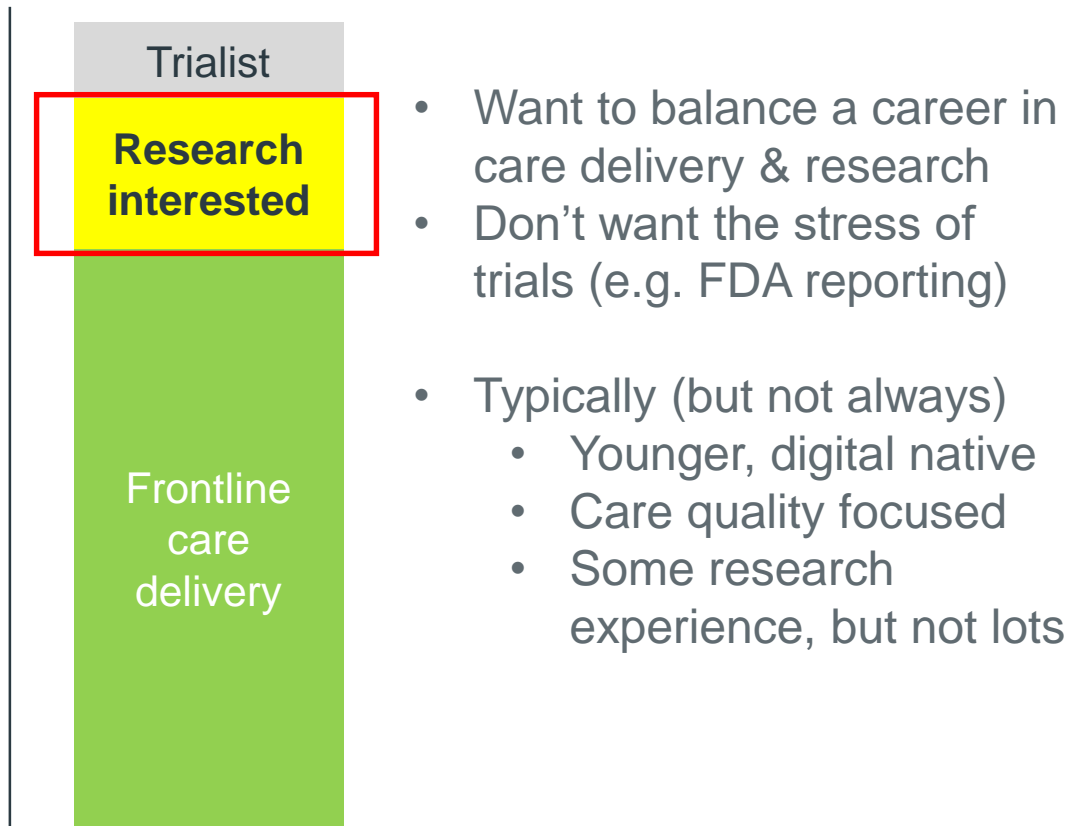 Trialist
Research
interested
Frontline
care
delivery
• Want to balance a career in
care delivery & research
• Don’t want the stress of
trials (e.g. FDA reporting)
• Typically (but not always)
• Younger, digital native
• Care quality focused
• Some research
experience, but not lots